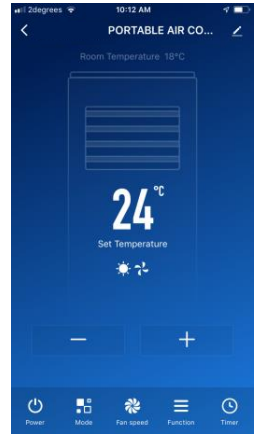 2degrees 10:12 AM
PORTABLE AIR CO...
Room Temperature 18°C
24°C
Set Temperature
− +
Power Mode Fan speed Function Timer